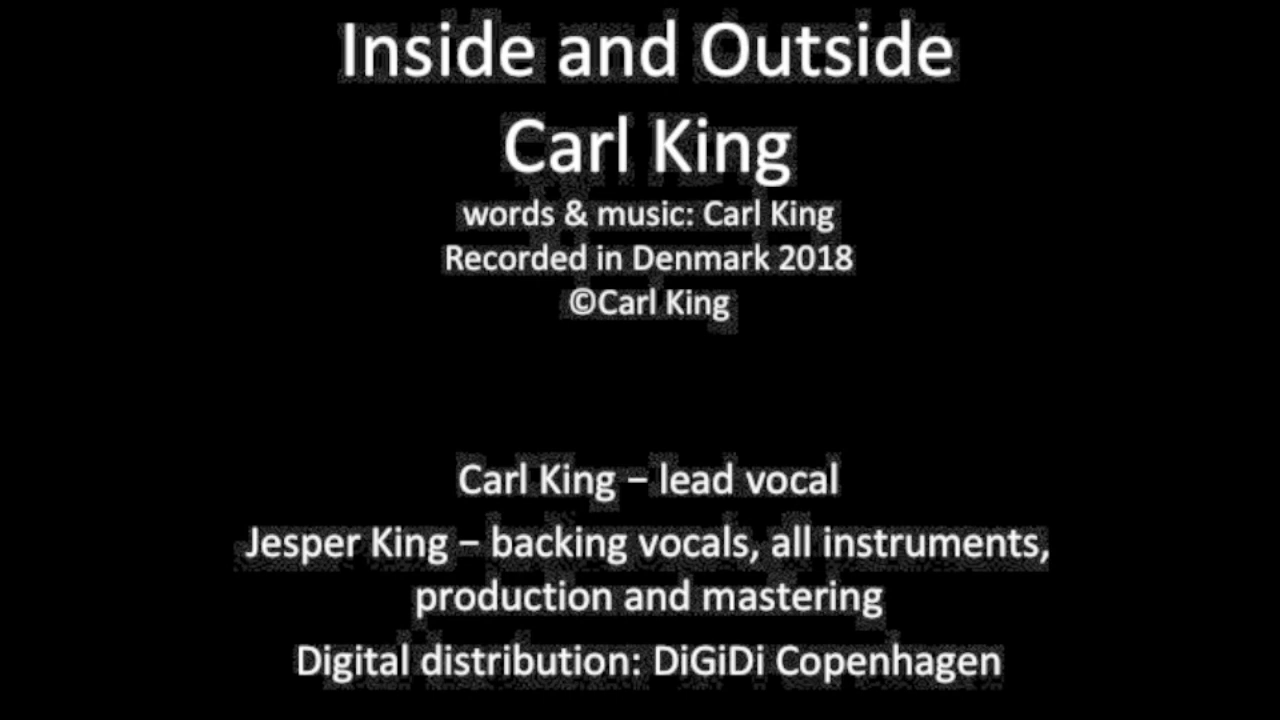 Inside and Outside
Carl King
words & music: Carl King
Recorded in Denmark 2018
©Carl King
Carl King – lead vocal
Jesper King – backing vocals, all instruments,
production and mastering
Digital distribution: DiGiDi Copenhagen